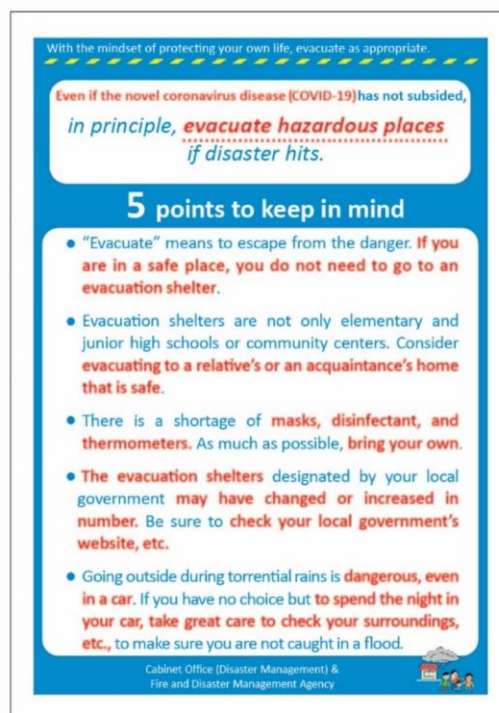 With the mindset of protecting your own life, evacuate as appropriate.
Even if the novel coronavirus disease (COVID-19) has not subsided,
in principle, evacuate hazardous places
if disaster hits.
5 points to keep in mind
● "Evacuate" means to escape from the danger. If you
are in a safe place, you do not need to go to an
evacuation shelter.
● Evacuation shelters are not only elementary and
junior high schools or community centers. Consider
evacuating to a relative's or an acquaintance's home
that is safe.
● There is a shortage of masks, disinfectant, and
thermometers. As much as possible, bring your own.
● The evacuation shelters designated by your local
government may have changed or increased in
number. Be sure to check your local government's
website, etc.
● Going outside during torrential rains is dangerous, even
in a car. If you have no choice but to spend the night in
your car, take great care to check your surroundings,
etc., to make sure you are not caught in a flood.
Cabinet Office (Disaster Management) &
Fire and Disaster Management Agency